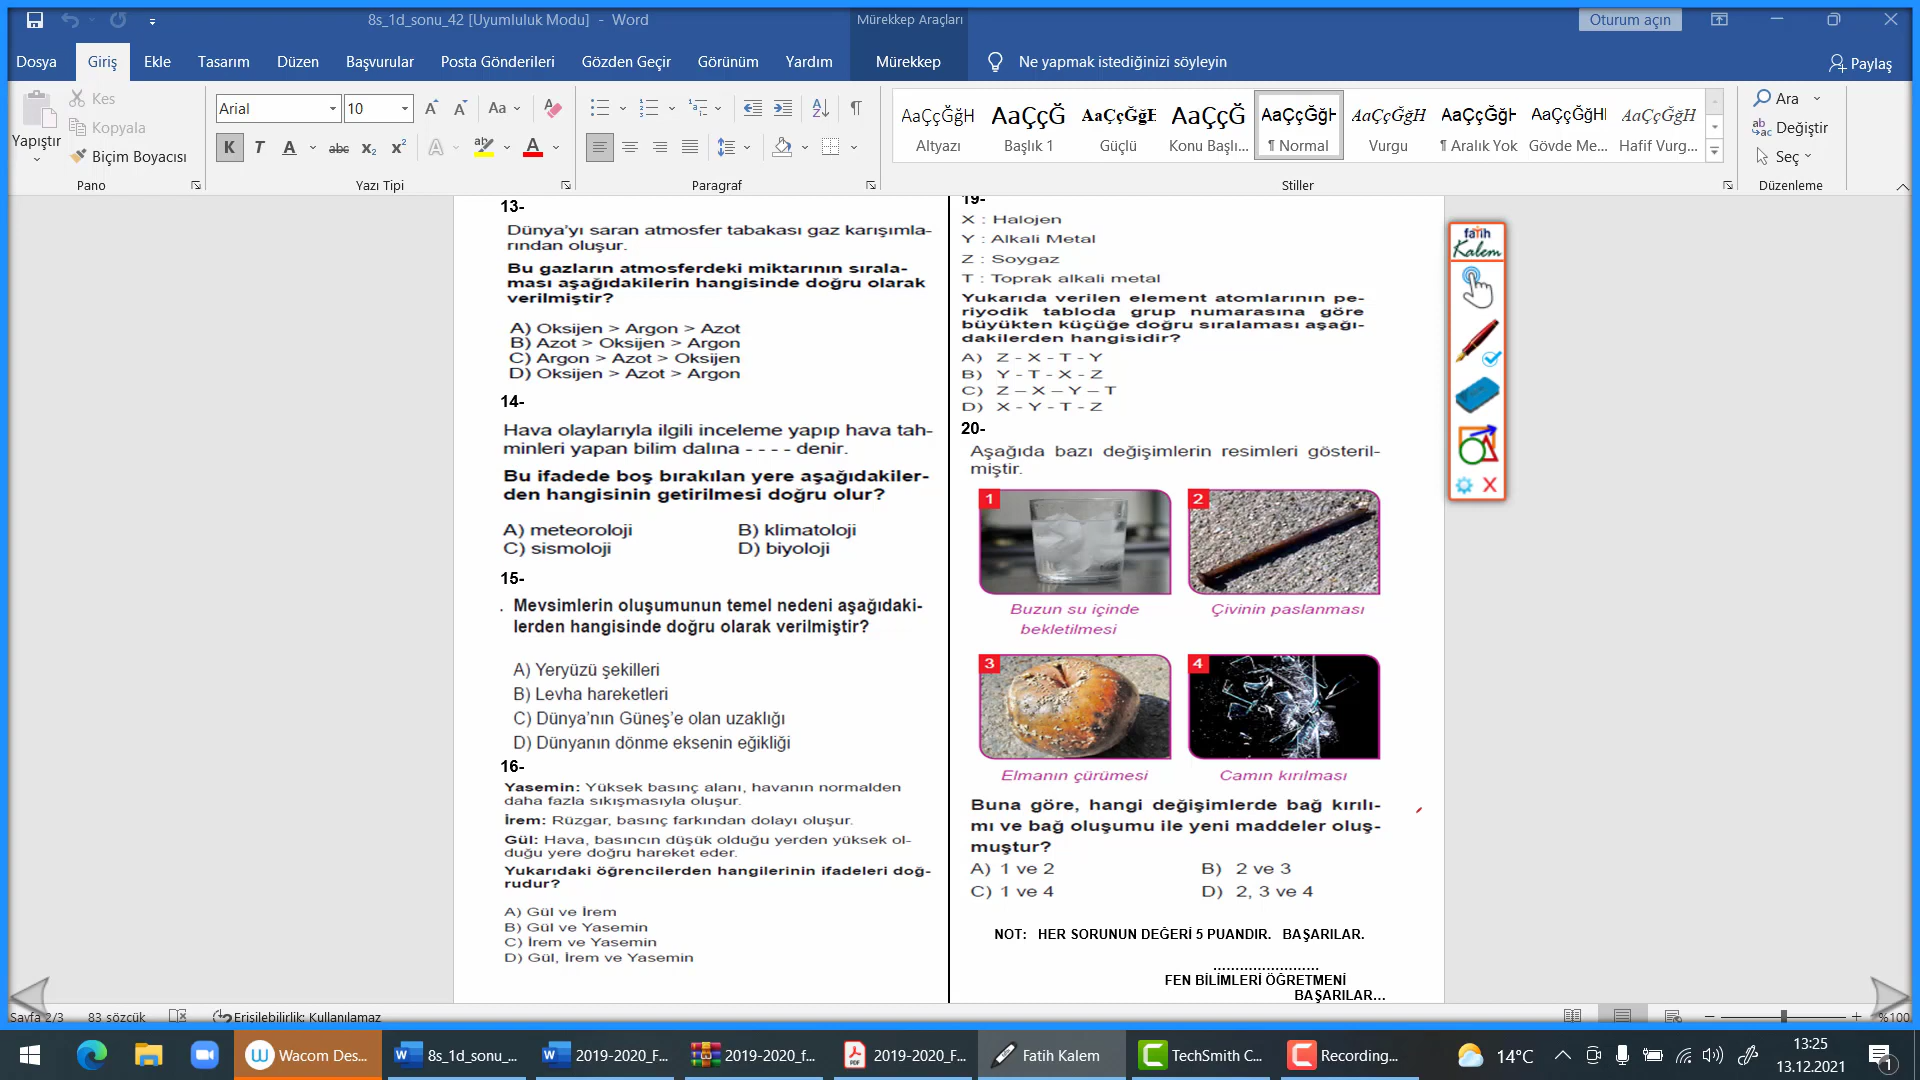 8s_1d_sonu_42 [Uyumluluk Modu] - Word
Mürekkep Araçları
Oturum açın
Dosya Giriş Ekle Tasarım Düzen Başvurular Posta Gönderileri Gözden Geçir Görünüm Yardım Mürekkep Ne yapmak istediğinizi söyleyin Paylaş
Yapıştır
Kes
Kopyala
Biçim Boyacısı
Pano
Arial 10
Aa
K T A abc x₂ x² A ab A
Yazı Tipi
Paragraf
AaÇçĞğH AaÇçĞ AaÇçĞğE AaÇçĞ AaÇçĞğH AaÇçĞğH AaÇçĞğH AaÇçĞğHI AaÇçĞğH
Altyazı Başlık 1 Güçlü Konu Başlı... ¶ Normal Vurgu ¶ Aralık Yok Gövde Me... Hafif Vurg...
Stiller
Ara
Değiştir
Seç
Düzenleme
13-
Dünya'yı saran atmosfer tabakası gaz karışımla-
rından oluşur.
Bu gazların atmosferdeki miktarının sırala-
ması aşağıdakilerin hangisinde doğru olarak
verilmiştir?
A) Oksijen > Argon > Azot
B) Azot > Oksijen > Argon
C) Argon > Azot > Oksijen
D) Oksijen > Azot > Argon
14-
Hava olaylarıyla ilgili inceleme yapıp hava tah-
minleri yapan bilim dalına - - - - denir.
Bu ifadede boş bırakılan yere aşağıdakiler-
den hangisinin getirilmesi doğru olur?
A) meteoroloji B) klimatoloji
C) sismoloji D) biyoloji
15-
. Mevsimlerin oluşumunun temel nedeni aşağıdaki-
lerden hangisinde doğru olarak verilmiştir?
A) Yeryüzü şekilleri
B) Levha hareketleri
C) Dünya'nın Güneş'e olan uzaklığı
D) Dünyanın dönme eksenin eğikliği
16-
Yasemin: Yüksek basınç alanı, havanın normalden
daha fazla sıkışmasıyla oluşur.
İrem: Rüzgar, basınç farkından dolayı oluşur.
Gül: Hava, basıncın düşük olduğu yerden yüksek ol-
duğu yere doğru hareket eder.
Yukarıdaki öğrencilerden hangilerinin ifadeleri doğ-
rudur?
A) Gül ve İrem
B) Gül ve Yasemin
C) İrem ve Yasemin
D) Gül, İrem ve Yasemin
19-
X : Halojen
Y : Alkali Metal
Z : Soygaz
T : Toprak alkali metal
Yukarıda verilen element atomlarının pe-
riyodik tabloda grup numarasına göre
büyükten küçüğe doğru sıralaması aşağı-
dakilerden hangisidir?
A) Z - X - T - Y
B) Y - T - X - Z
C) Z – X – Y – T
D) X - Y - T - Z
20-
Aşağıda bazı değişimlerin resimleri gösteril-
miştir.
1 2
Buzun su içinde
bekletilmesi
Çivinin paslanması
3 4
Elmanın çürümesi Camın kırılması
Buna göre, hangi değişimlerde bağ kırılı-
mı ve bağ oluşumu ile yeni maddeler oluş-
muştur?
A) 1 ve 2 B) 2 ve 3
C) 1 ve 4 D) 2, 3 ve 4
NOT: HER SORUNUN DEĞERİ 5 PUANDIR. BAŞARILAR.
........................
FEN BİLİMLERİ ÖĞRETMENİ
BAŞARILAR...
fatih
Kalem
Sayfa 2/3 83 sözcük Erişilebilirlik: Kullanılamaz %100
Wacom Des... 8s_1d_sonu_... 2019-2020_F... 2019-2020_f... 2019-2020_F... Fatih Kalem TechSmith C... Recording... 14°C
13:25
13.12.2021
1